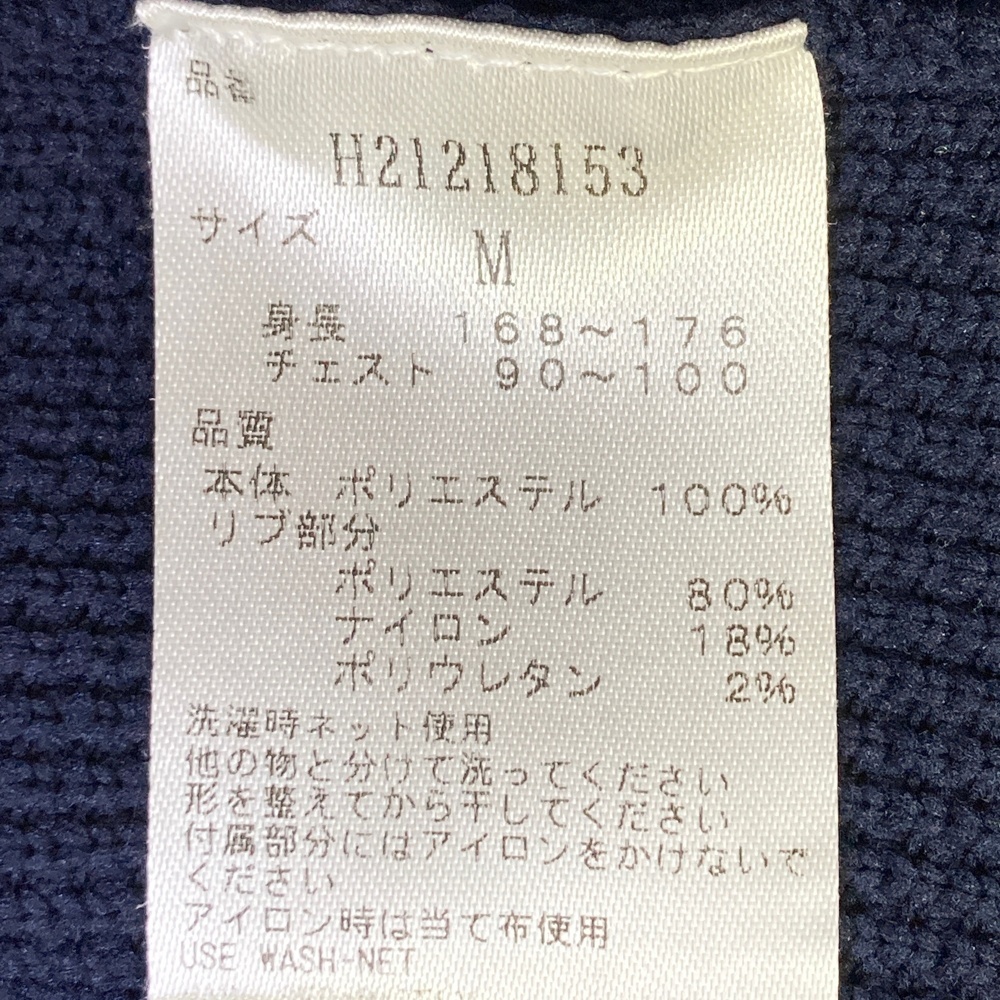 品番
H21218153
サイズ M
身長 168～176
チェスト 90～100
品質
本体 ポリエステル 100%
リブ部分
ポリエステル 80%
ナイロン 18%
ポリウレタン 2%
洗濯時ネット使用
他の物と分けて洗ってください
形を整えてから干してください
付属部分にはアイロンをかけないで
ください
アイロン時は当て布使用
USE WASH-NET